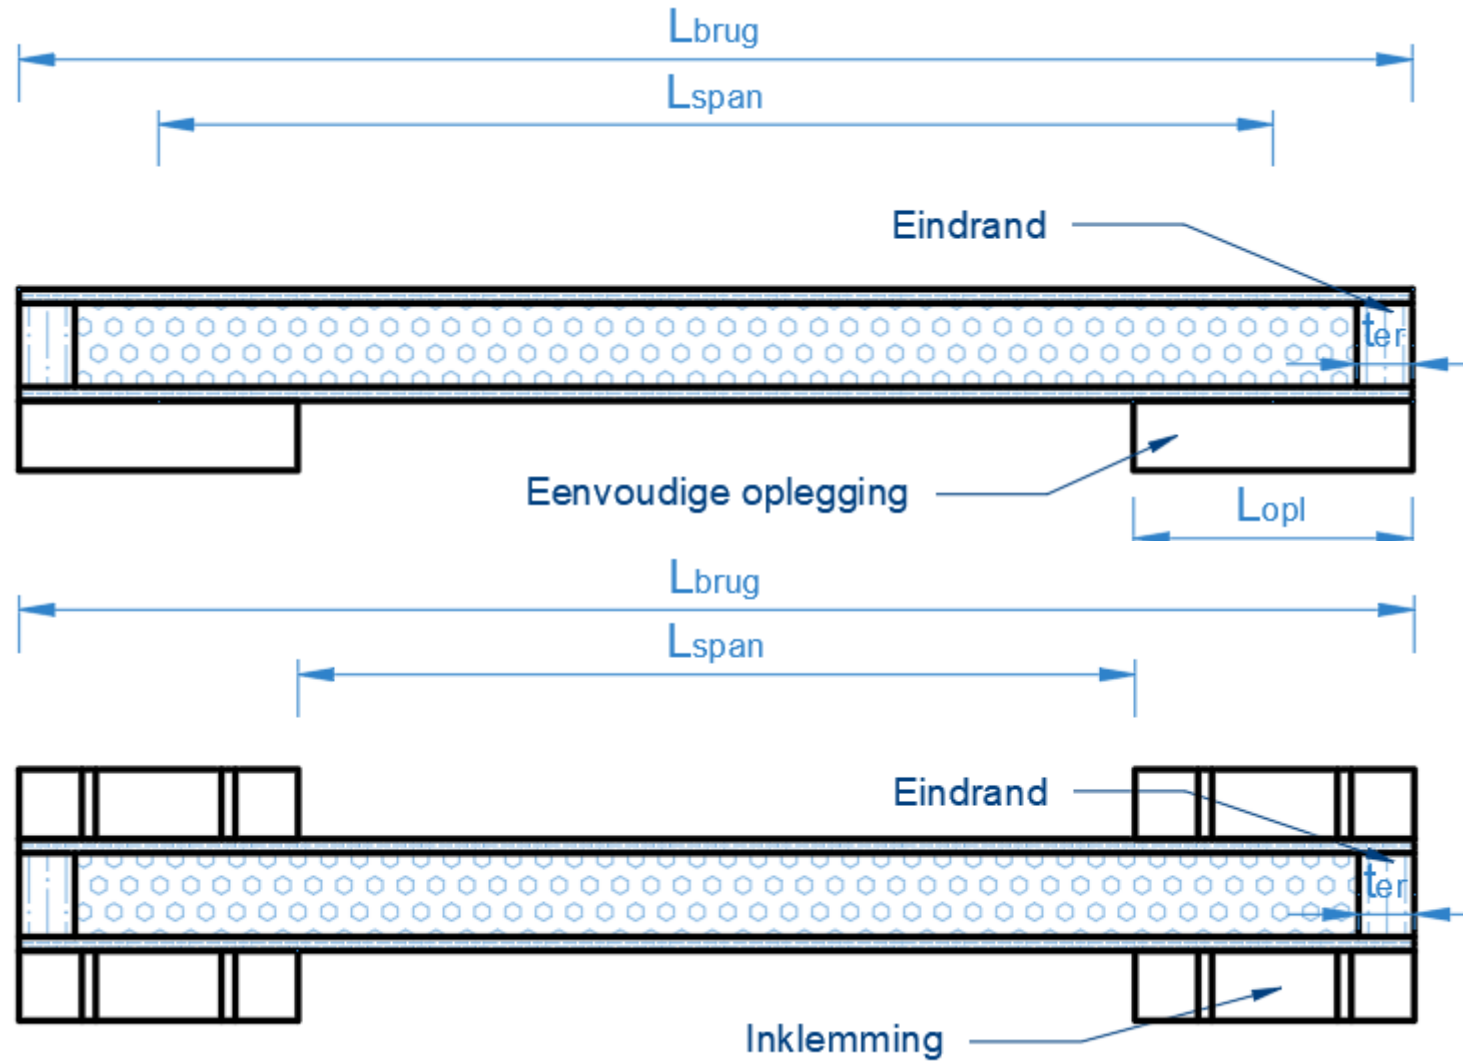 Lbrug
Lspan
Eindrand
ter
Eenvoudige oplegging
Lopl
Lbrug
Lspan
Eindrand
ter
Inklemming